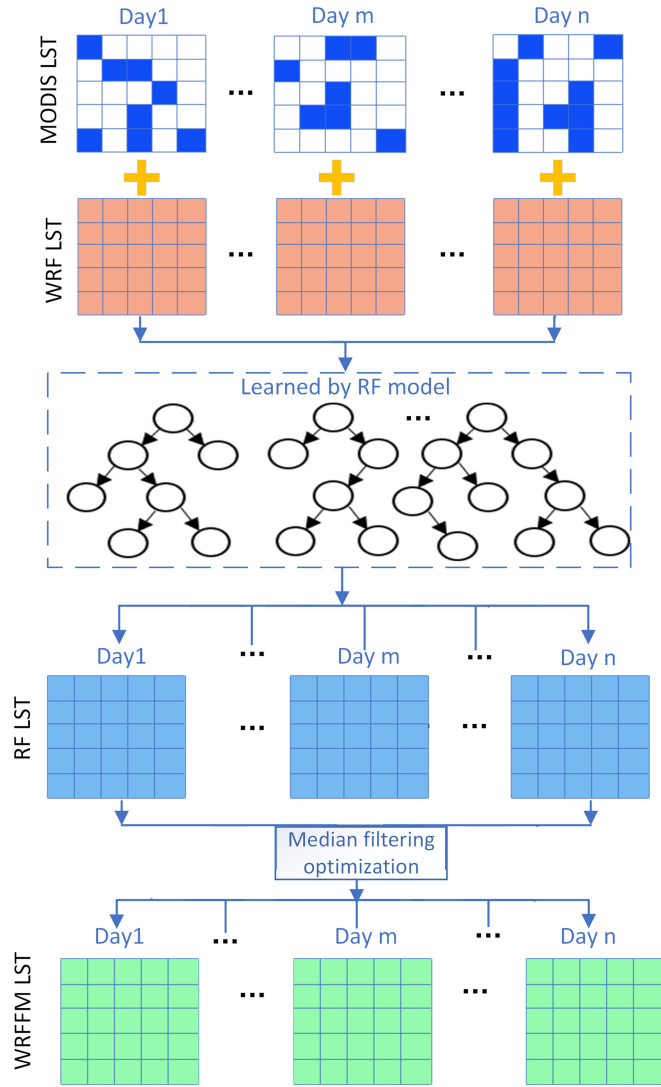 Day1 Day m Day n
MODIS LST
... ...
WRF LST
... ...
Learned by RF model
...
Day1 ... Day m ... Day n
RF LST
... ...
Median filtering
optimization
Day1 ... Day m ... Day n
WRFFM LST
... ...